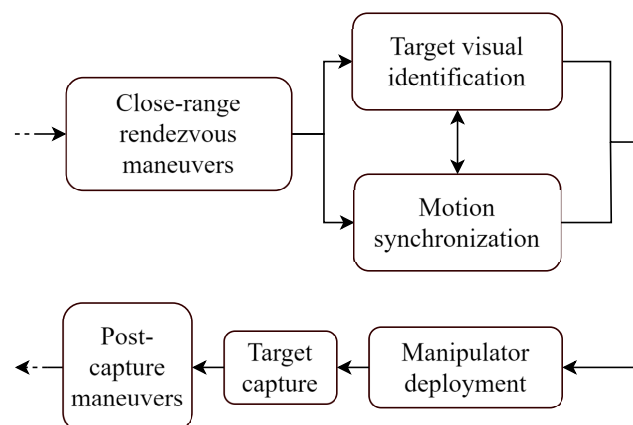 Close-range
rendezvous
maneuvers
Target visual
identification
Motion
synchronization
Manipulator
deployment
Target
capture
Post-
capture
maneuvers